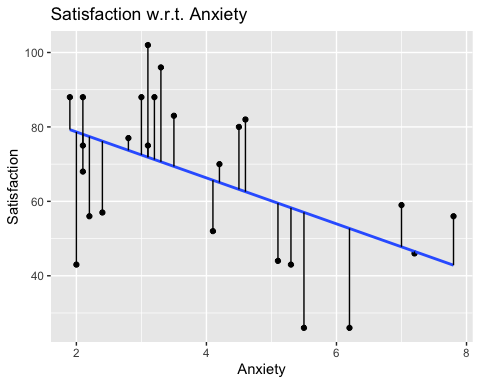 Satisfaction w.r.t. Anxiety
100
80
60
40
Satisfaction
2 4 6 8
Anxiety